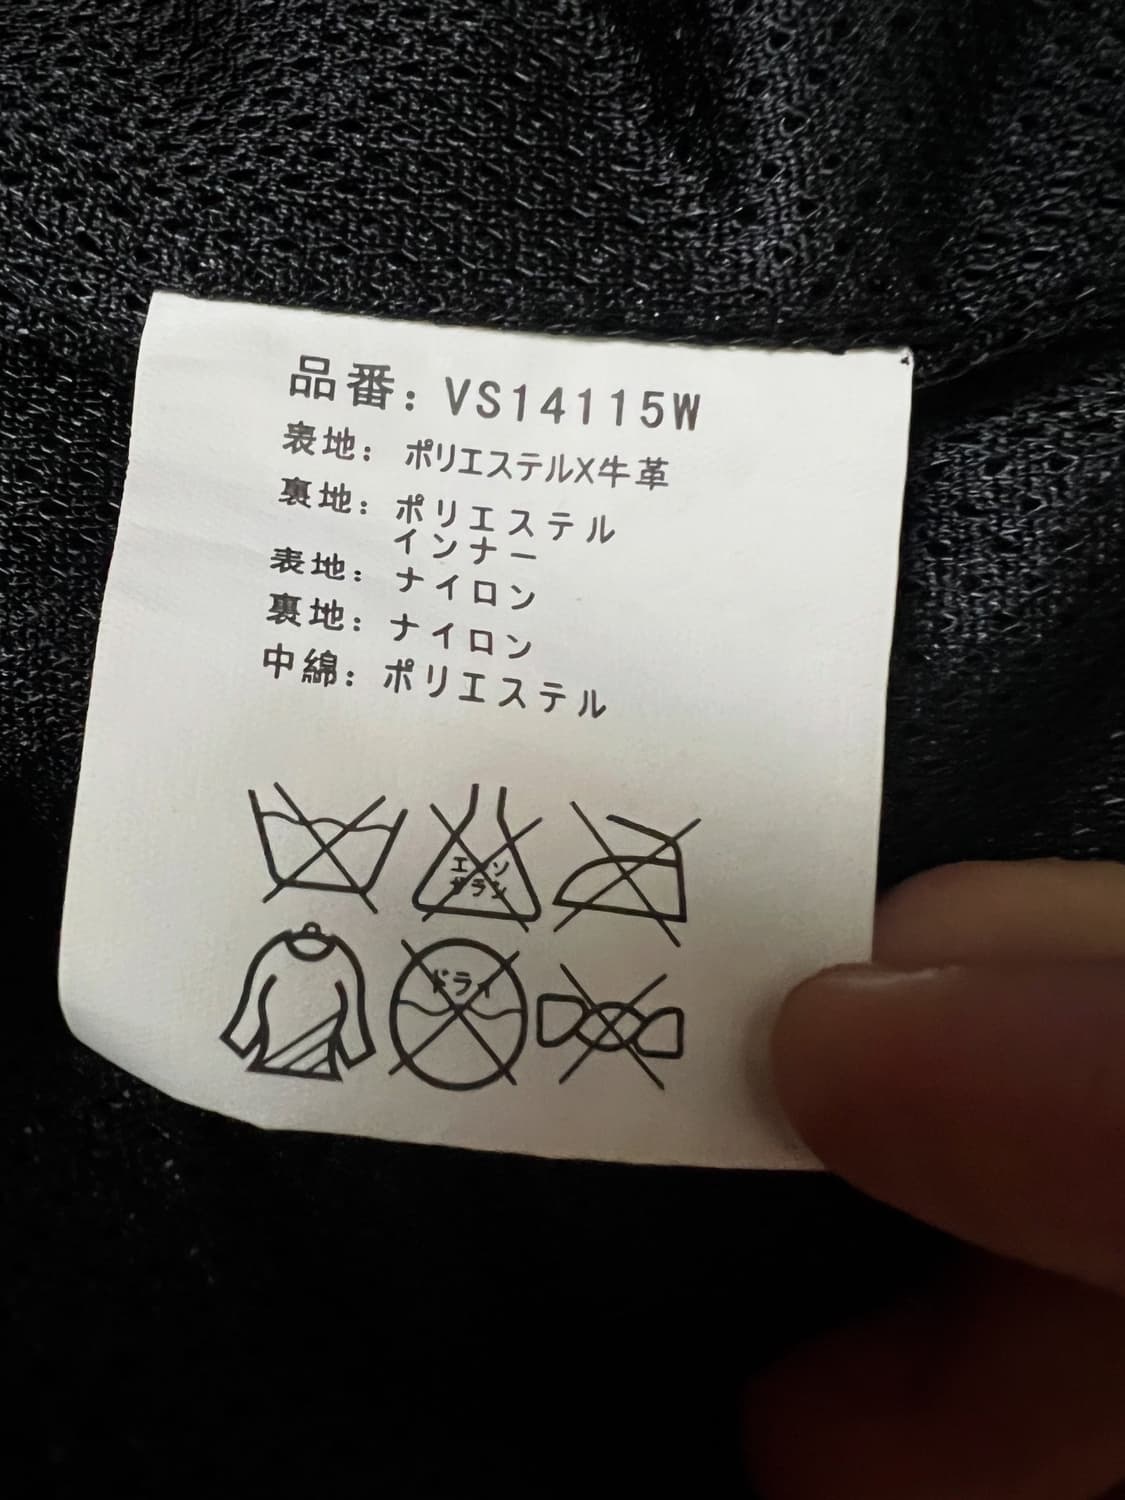 品番: VS14115W
表地: ポリエステルX牛革
裏地: ポリエステル
インナー
表地: ナイロン
裏地: ナイロン
中綿: ポリエステル
エンソ
サラシ
ドライ